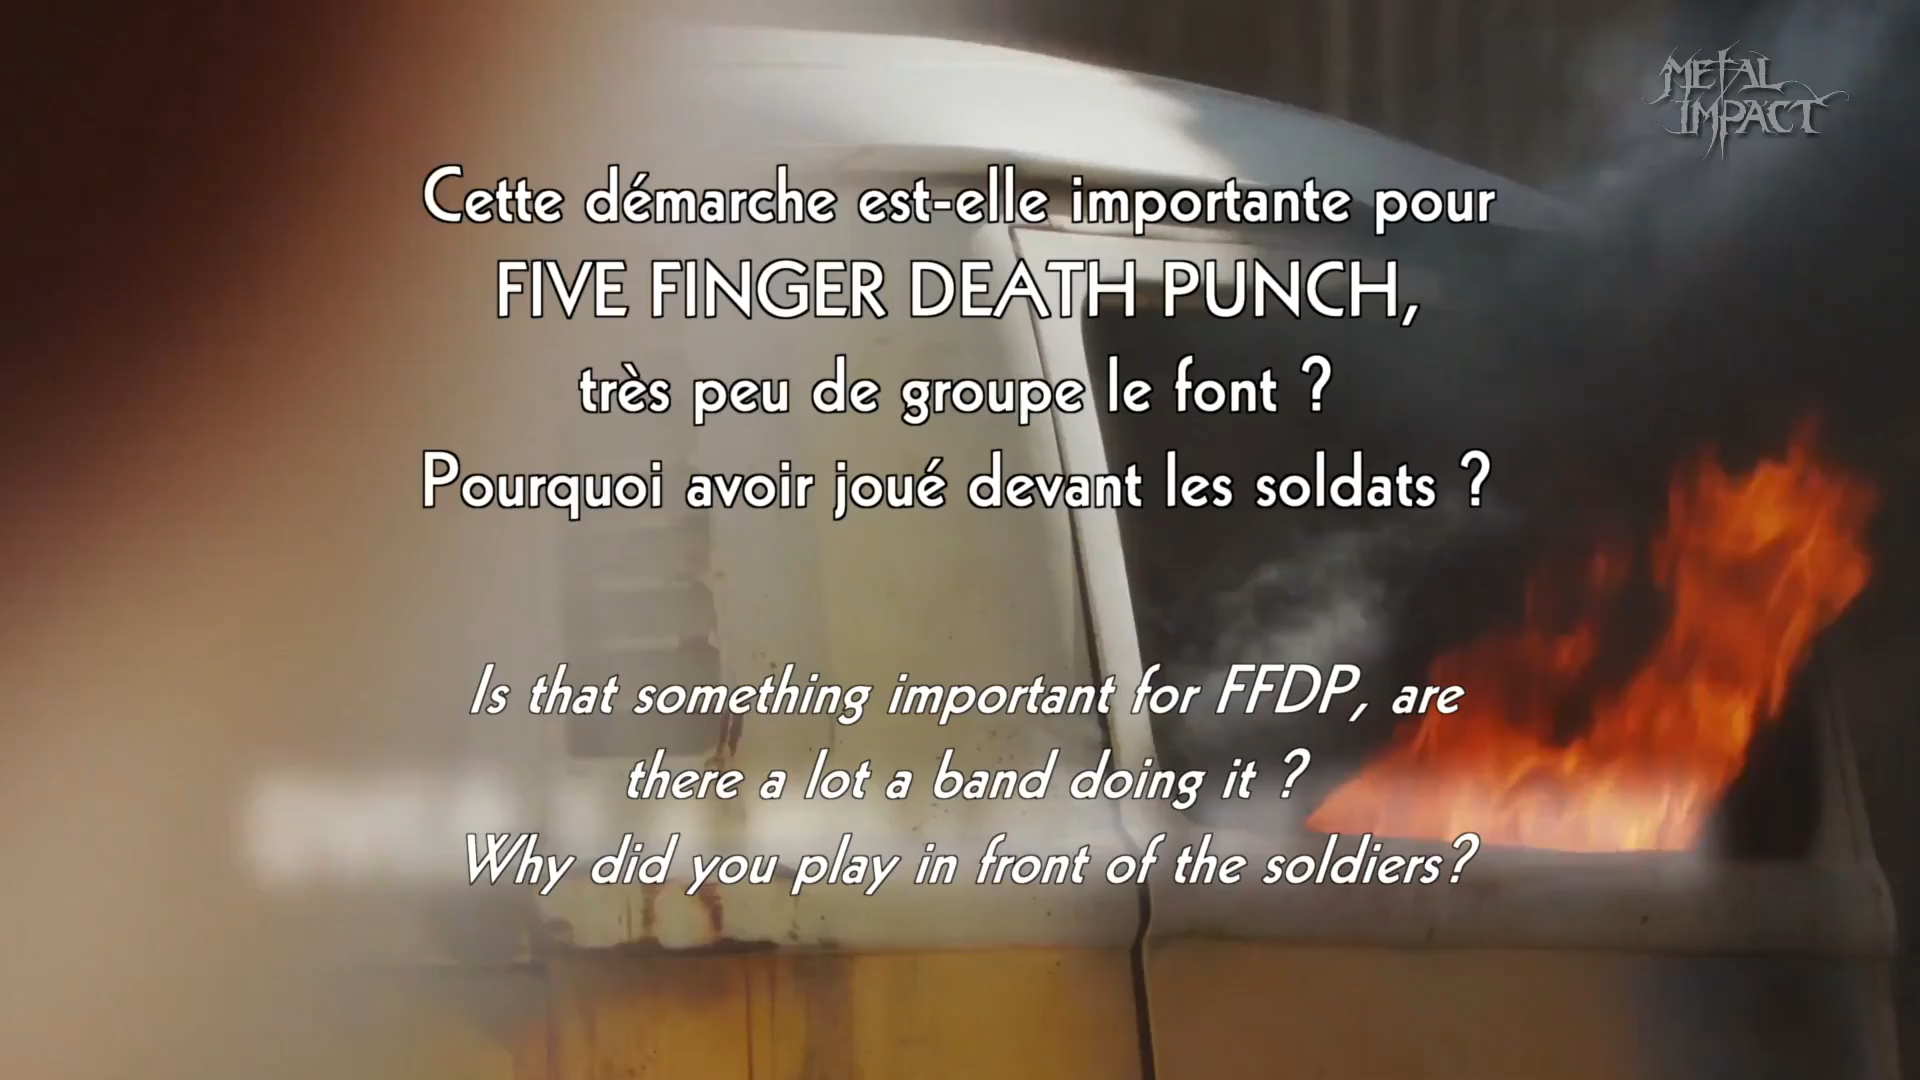 METAL
IMPACT
Cette démarche est-elle importante pour
FIVE FINGER DEATH PUNCH,
très peu de groupe le font ?
Pourquoi avoir joué devant les soldats ?
Is that something important for FFDP, are
there a lot a band doing it ?
Why did you play in front of the soldiers?